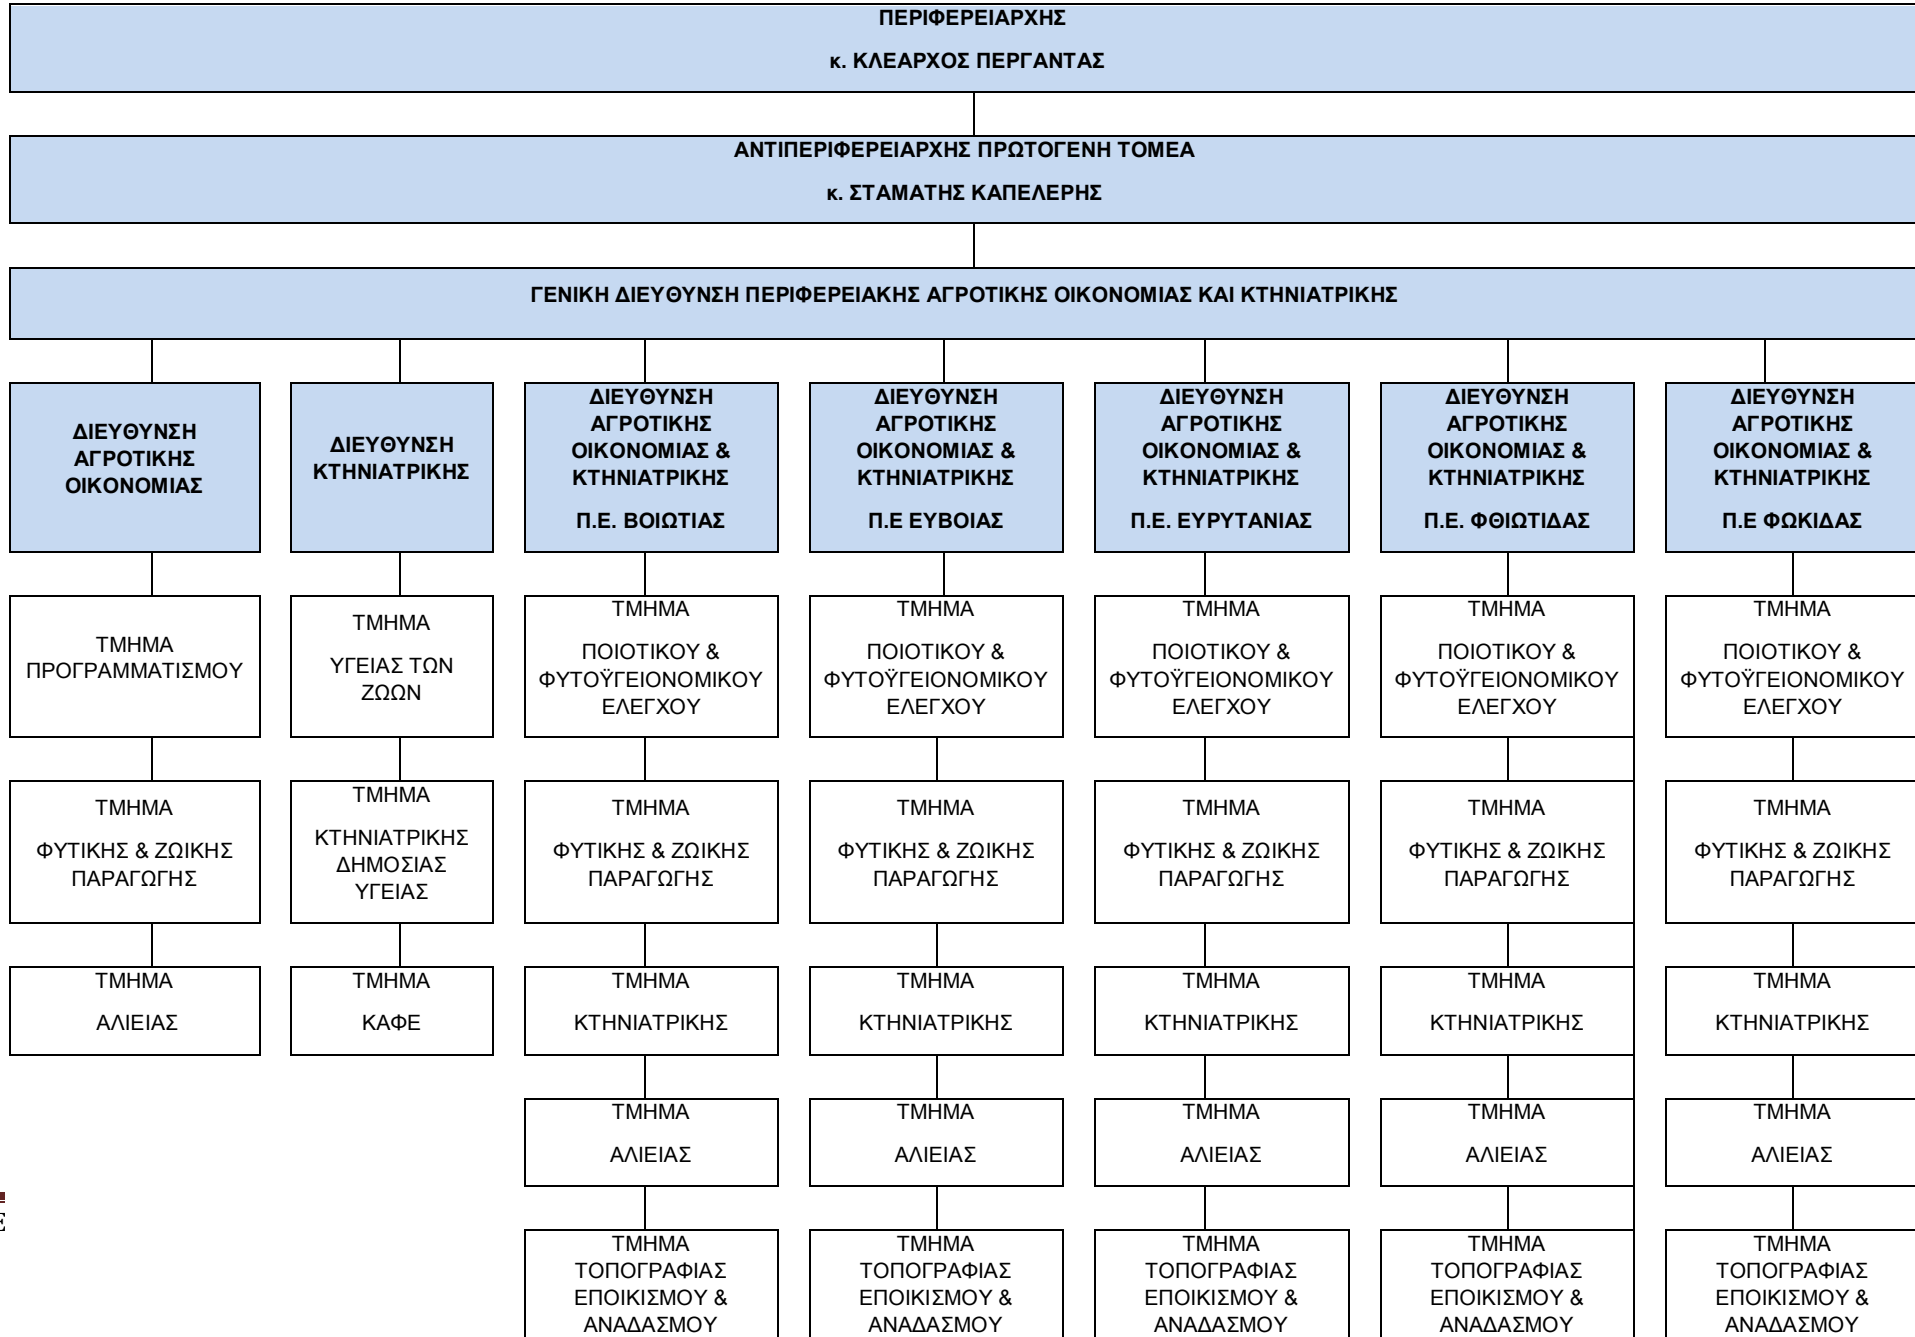 ΠΕΡΙΦΕΡΕΙΑΡΧΗΣ
κ. ΚΛΕΑΡΧΟΣ ΠΕΡΓΑΝΤΑΣ
ΑΝΤΙΠΕΡΙΦΕΡΕΙΑΡΧΗΣ ΠΡΩΤΟΓΕΝΗ ΤΟΜΕΑ
κ. ΣΤΑΜΑΤΗΣ ΚΑΠΕΛΕΡΗΣ
ΓΕΝΙΚΗ ΔΙΕΥΘΥΝΣΗ ΠΕΡΙΦΕΡΕΙΑΚΗΣ ΑΓΡΟΤΙΚΗΣ ΟΙΚΟΝΟΜΙΑΣ ΚΑΙ ΚΤΗΝΙΑΤΡΙΚΗΣ
ΔΙΕΥΘΥΝΣΗ
ΑΓΡΟΤΙΚΗΣ
ΟΙΚΟΝΟΜΙΑΣ
ΔΙΕΥΘΥΝΣΗ
ΚΤΗΝΙΑΤΡΙΚΗΣ
ΔΙΕΥΘΥΝΣΗ
ΑΓΡΟΤΙΚΗΣ
ΟΙΚΟΝΟΜΙΑΣ &
ΚΤΗΝΙΑΤΡΙΚΗΣ
Π.Ε. ΒΟΙΩΤΙΑΣ
ΔΙΕΥΘΥΝΣΗ
ΑΓΡΟΤΙΚΗΣ
ΟΙΚΟΝΟΜΙΑΣ &
ΚΤΗΝΙΑΤΡΙΚΗΣ
Π.Ε ΕΥΒΟΙΑΣ
ΔΙΕΥΘΥΝΣΗ
ΑΓΡΟΤΙΚΗΣ
ΟΙΚΟΝΟΜΙΑΣ &
ΚΤΗΝΙΑΤΡΙΚΗΣ
Π.Ε. ΕΥΡΥΤΑΝΙΑΣ
ΔΙΕΥΘΥΝΣΗ
ΑΓΡΟΤΙΚΗΣ
ΟΙΚΟΝΟΜΙΑΣ &
ΚΤΗΝΙΑΤΡΙΚΗΣ
Π.Ε. ΦΘΙΩΤΙΔΑΣ
ΔΙΕΥΘΥΝΣΗ
ΑΓΡΟΤΙΚΗΣ
ΟΙΚΟΝΟΜΙΑΣ &
ΚΤΗΝΙΑΤΡΙΚΗΣ
Π.Ε ΦΩΚΙΔΑΣ
ΤΜΗΜΑ
ΠΡΟΓΡΑΜΜΑΤΙΣΜΟΥ
ΤΜΗΜΑ
ΥΓΕΙΑΣ ΤΩΝ
ΖΩΩΝ
ΤΜΗΜΑ
ΠΟΙΟΤΙΚΟΥ &
ΦΥΤΟΫΓΕΙΟΝΟΜΙΚΟΥ
ΕΛΕΓΧΟΥ
ΤΜΗΜΑ
ΠΟΙΟΤΙΚΟΥ &
ΦΥΤΟΫΓΕΙΟΝΟΜΙΚΟΥ
ΕΛΕΓΧΟΥ
ΤΜΗΜΑ
ΠΟΙΟΤΙΚΟΥ &
ΦΥΤΟΫΓΕΙΟΝΟΜΙΚΟΥ
ΕΛΕΓΧΟΥ
ΤΜΗΜΑ
ΠΟΙΟΤΙΚΟΥ &
ΦΥΤΟΫΓΕΙΟΝΟΜΙΚΟΥ
ΕΛΕΓΧΟΥ
ΤΜΗΜΑ
ΠΟΙΟΤΙΚΟΥ &
ΦΥΤΟΫΓΕΙΟΝΟΜΙΚΟΥ
ΕΛΕΓΧΟΥ
ΤΜΗΜΑ
ΦΥΤΙΚΗΣ & ΖΩΙΚΗΣ
ΠΑΡΑΓΩΓΗΣ
ΤΜΗΜΑ
ΚΤΗΝΙΑΤΡΙΚΗΣ
ΔΗΜΟΣΙΑΣ
ΥΓΕΙΑΣ
ΤΜΗΜΑ
ΦΥΤΙΚΗΣ & ΖΩΙΚΗΣ
ΠΑΡΑΓΩΓΗΣ
ΤΜΗΜΑ
ΦΥΤΙΚΗΣ & ΖΩΙΚΗΣ
ΠΑΡΑΓΩΓΗΣ
ΤΜΗΜΑ
ΦΥΤΙΚΗΣ & ΖΩΙΚΗΣ
ΠΑΡΑΓΩΓΗΣ
ΤΜΗΜΑ
ΦΥΤΙΚΗΣ & ΖΩΙΚΗΣ
ΠΑΡΑΓΩΓΗΣ
ΤΜΗΜΑ
ΦΥΤΙΚΗΣ & ΖΩΙΚΗΣ
ΠΑΡΑΓΩΓΗΣ
ΤΜΗΜΑ
ΑΛΙΕΙΑΣ
ΤΜΗΜΑ
ΚΑΦΕ
ΤΜΗΜΑ
ΚΤΗΝΙΑΤΡΙΚΗΣ
ΤΜΗΜΑ
ΚΤΗΝΙΑΤΡΙΚΗΣ
ΤΜΗΜΑ
ΚΤΗΝΙΑΤΡΙΚΗΣ
ΤΜΗΜΑ
ΚΤΗΝΙΑΤΡΙΚΗΣ
ΤΜΗΜΑ
ΚΤΗΝΙΑΤΡΙΚΗΣ
ΤΜΗΜΑ
ΑΛΙΕΙΑΣ
ΤΜΗΜΑ
ΑΛΙΕΙΑΣ
ΤΜΗΜΑ
ΑΛΙΕΙΑΣ
ΤΜΗΜΑ
ΑΛΙΕΙΑΣ
ΤΜΗΜΑ
ΑΛΙΕΙΑΣ
ΤΜΗΜΑ
ΤΟΠΟΓΡΑΦΙΑΣ
ΕΠΟΙΚΙΣΜΟΥ &
ΑΝΑΔΑΣΜΟΥ
ΤΜΗΜΑ
ΤΟΠΟΓΡΑΦΙΑΣ
ΕΠΟΙΚΙΣΜΟΥ &
ΑΝΑΔΑΣΜΟΥ
ΤΜΗΜΑ
ΤΟΠΟΓΡΑΦΙΑΣ
ΕΠΟΙΚΙΣΜΟΥ &
ΑΝΑΔΑΣΜΟΥ
ΤΜΗΜΑ
ΤΟΠΟΓΡΑΦΙΑΣ
ΕΠΟΙΚΙΣΜΟΥ &
ΑΝΑΔΑΣΜΟΥ
ΤΜΗΜΑ
ΤΟΠΟΓΡΑΦΙΑΣ
ΕΠΟΙΚΙΣΜΟΥ &
ΑΝΑΔΑΣΜΟΥ